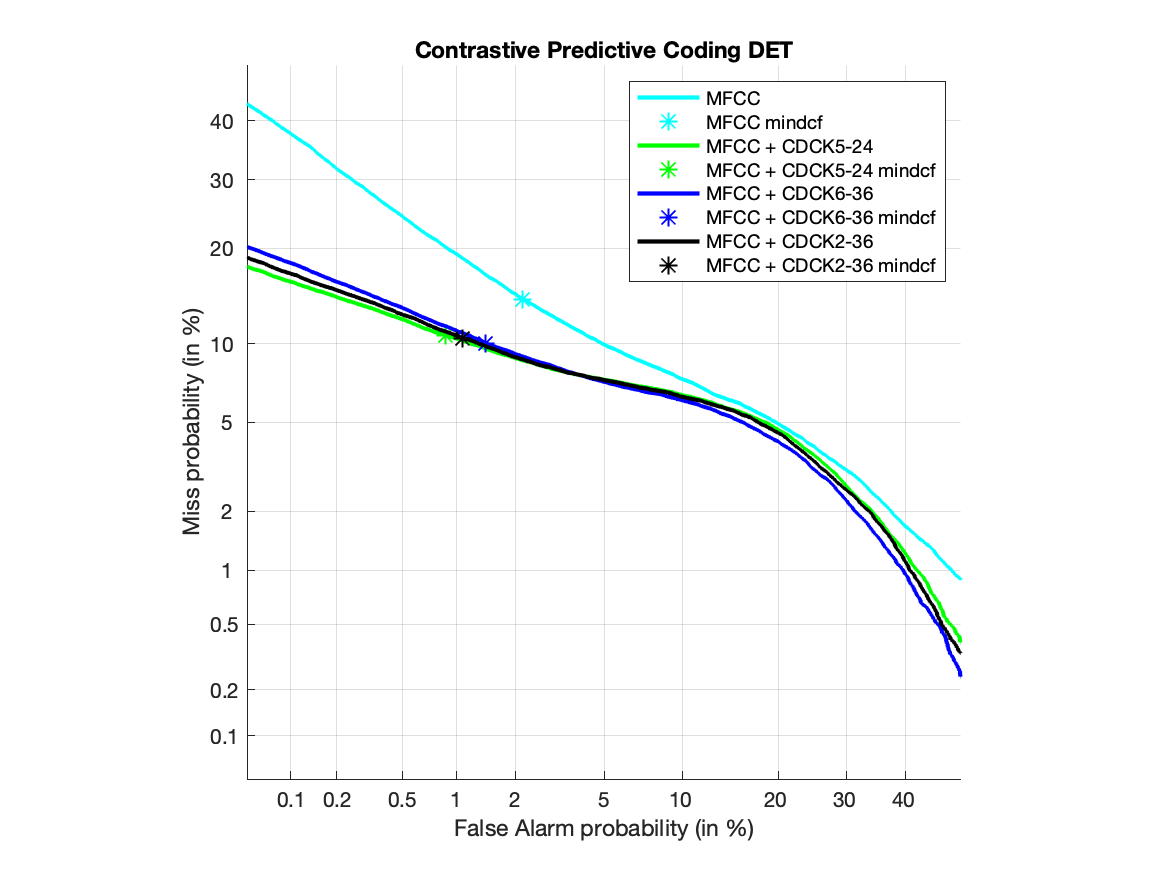 Contrastive Predictive Coding DET
MFCC
MFCC mindcf
MFCC + CDCK5-24
MFCC + CDCK5-24 mindcf
MFCC + CDCK6-36
MFCC + CDCK6-36 mindcf
MFCC + CDCK2-36
MFCC + CDCK2-36 mindcf
Miss probability (in %)
40
30
20
10
5
2
1
0.5
0.2
0.1
0.1 0.2 0.5 1 2 5 10 20 30 40
False Alarm probability (in %)